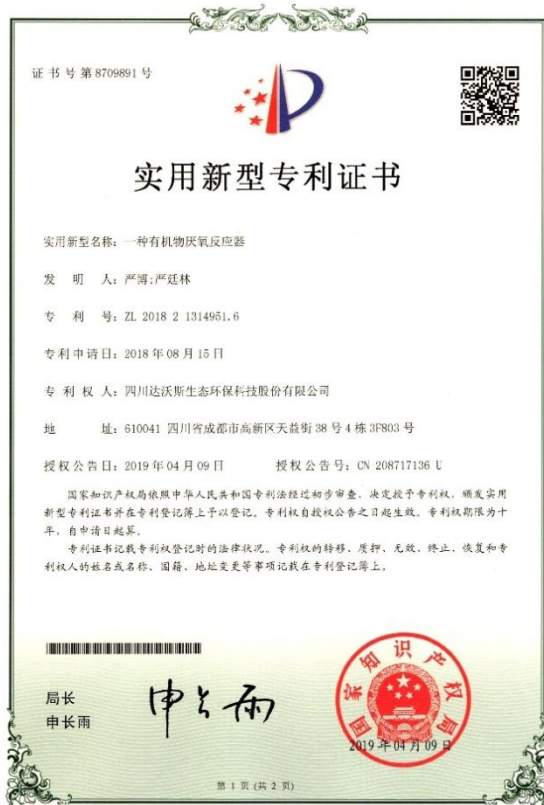 证书号第8709891号
实用新型专利证书
实用新型名称：一种有机物厌氧反应器
发明人：严博;严廷林
专利号：ZL 2018 2 1314951.6
专利申请日：2018年08月15日
专利权人：四川达沃斯生态环保科技股份有限公司
地址：610041 四川省成都市高新区天益街38号4栋3F803号
授权公告日：2019年04月09日 授权公告号：CN 208717136 U
国家知识产权局依照中华人民共和国专利法经过初步审查，决定授予专利权，颁发实用
新型专利证书并在专利登记簿上予以登记。专利权自授权公告之日起生效。专利权期限为十
年，自申请日起算。
专利证书记载专利权登记时的法律状况。专利权的转移、质押、无效、终止、恢复和专
利权人的姓名或名称、国籍、地址变更等事项记载在专利登记簿上。
局长
申长雨
申长雨
国家知识产权局
2019年04月09日
第 1 页 (共 2 页)